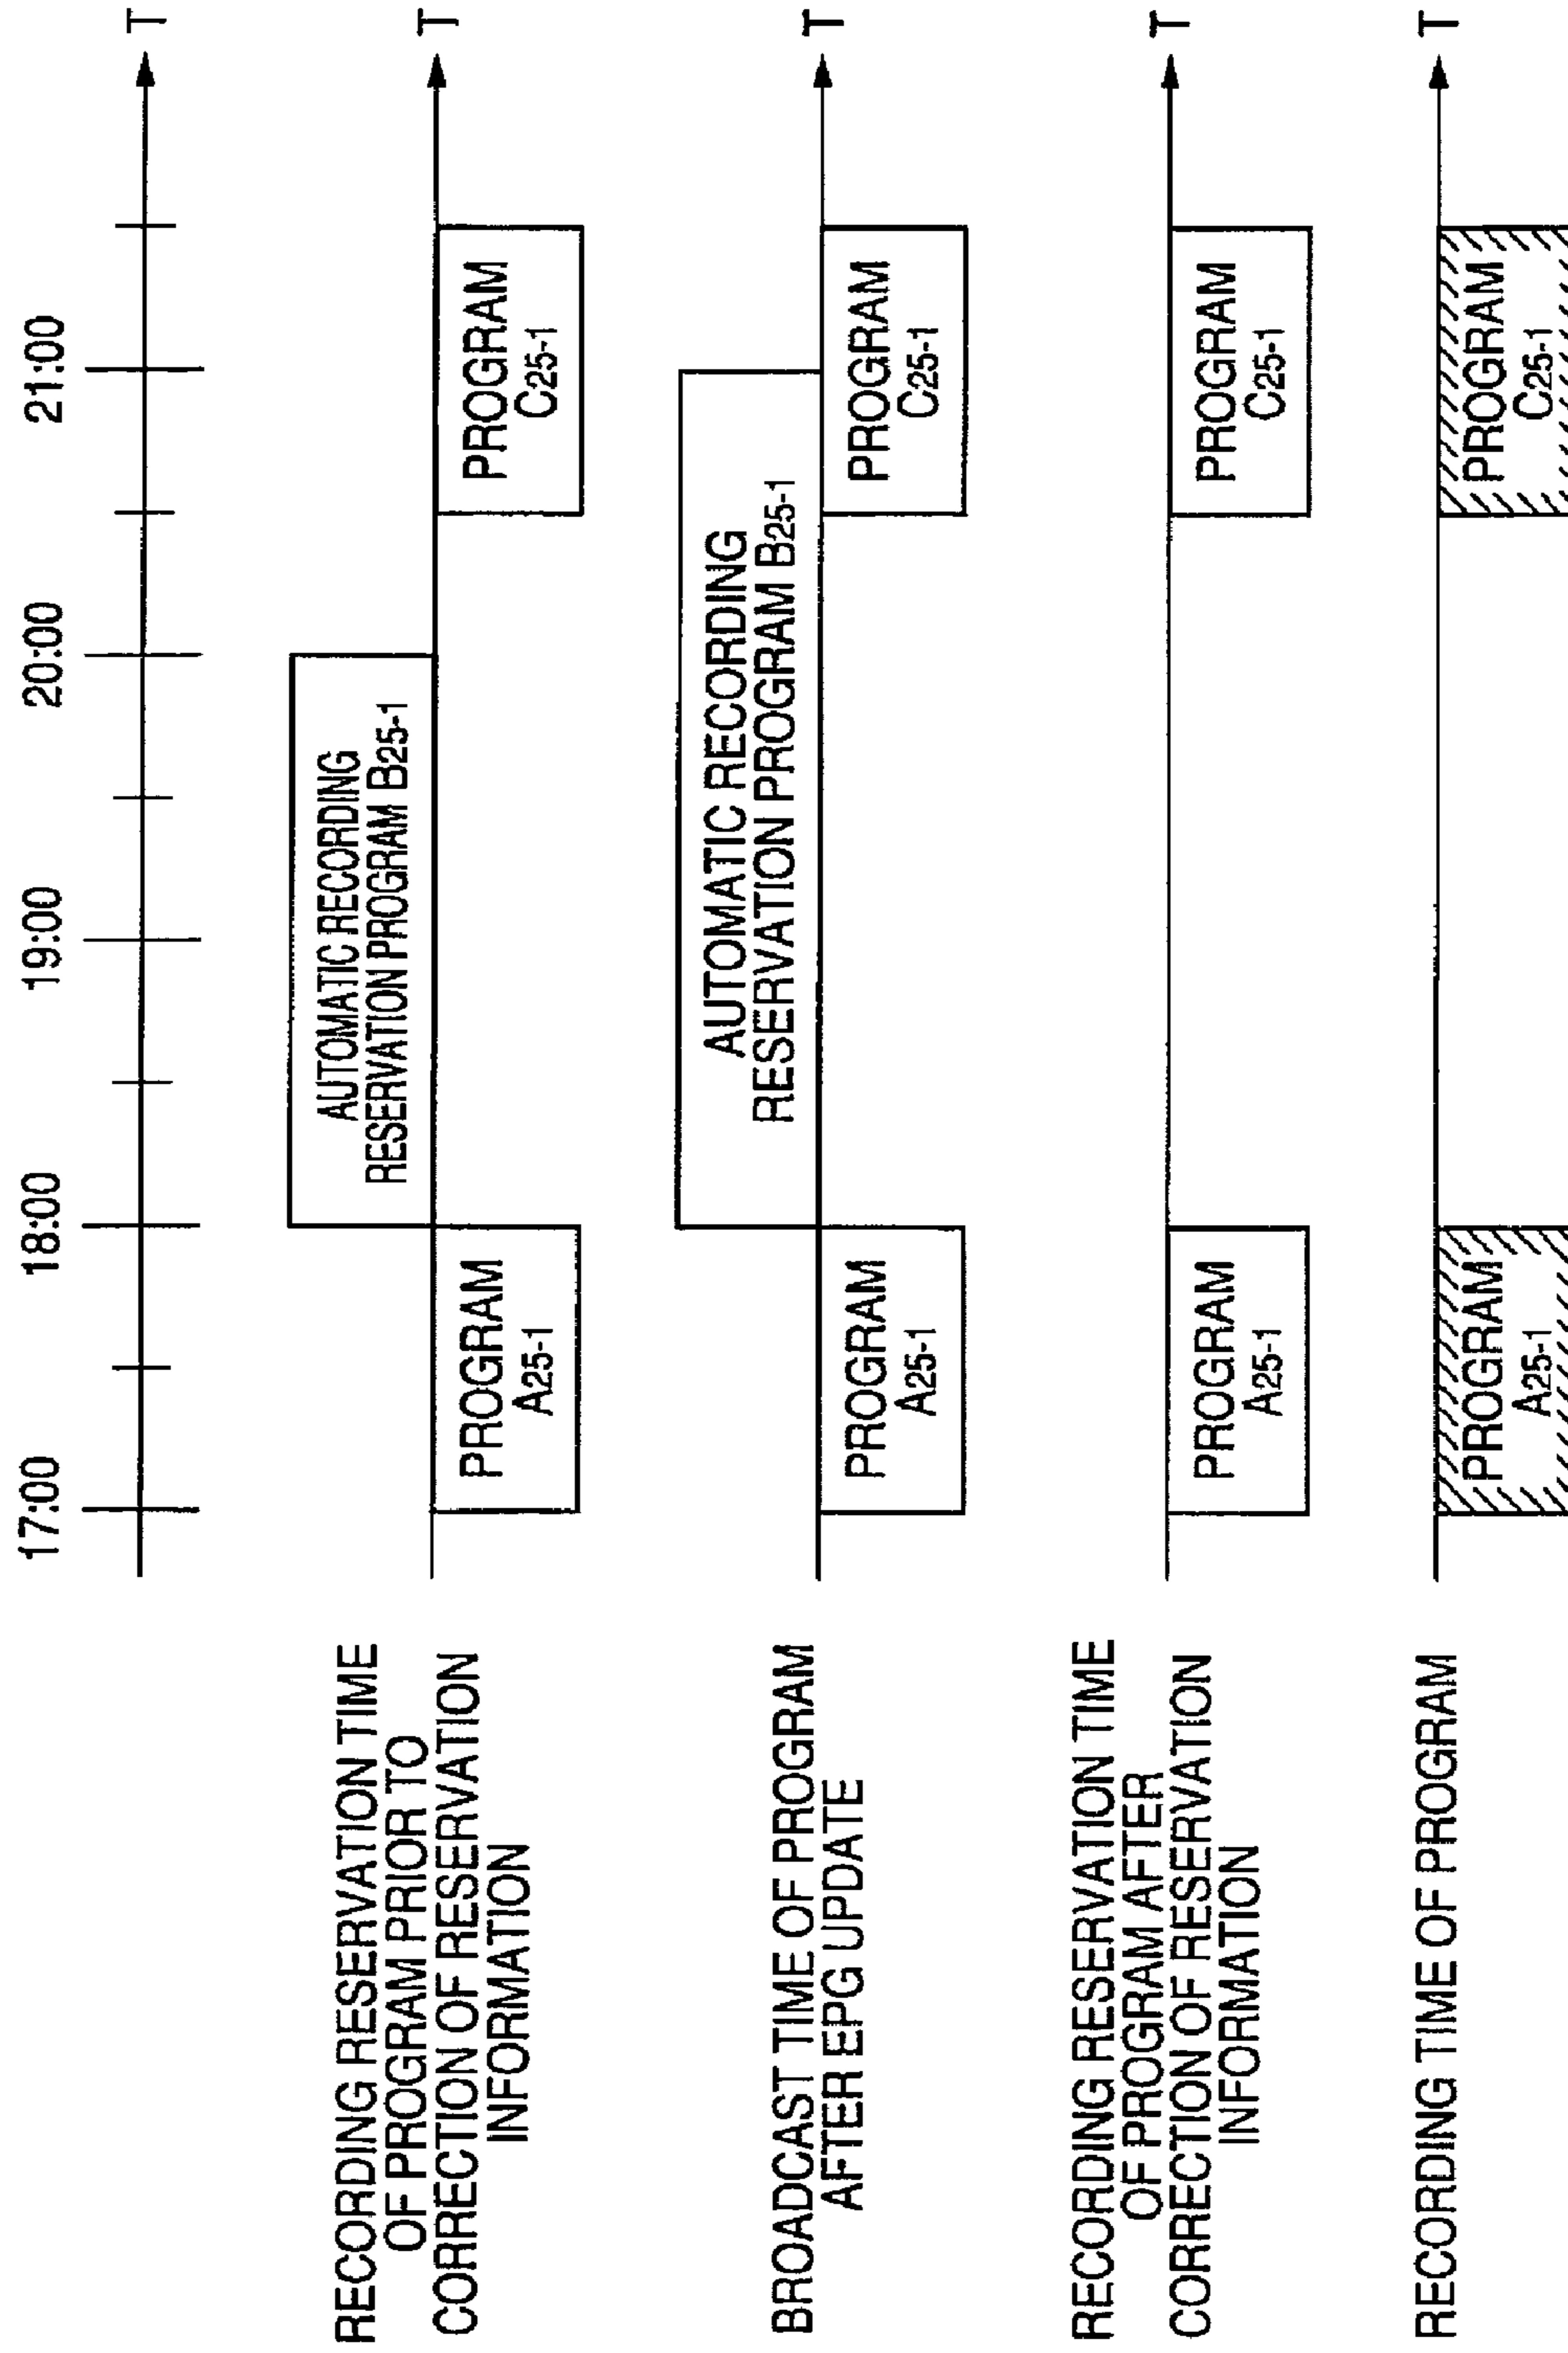 17:00 18:00 19:00 20:00 21:00
T
RECORDING RESERVATION TIME
OF PROGRAM PRIOR TO
CORRECTION OF RESERVATION
INFORMATION
AUTOMATIC RECORDING
RESERVATION PROGRAM B25-1
T
PROGRAM
A25-1
PROGRAM
C25-1
BROADCAST TIME OF PROGRAM
AFTER EPG UPDATE
AUTOMATIC RECORDING
RESERVATION PROGRAM B25-1
T
PROGRAM
A25-1
PROGRAM
C25-1
RECORDING RESERVATION TIME
OF PROGRAM AFTER
CORRECTION OF RESERVATION
INFORMATION
T
PROGRAM
A25-1
PROGRAM
C25-1
RECORDING TIME OF PROGRAM
T
PROGRAM
A25-1
PROGRAM
C25-1